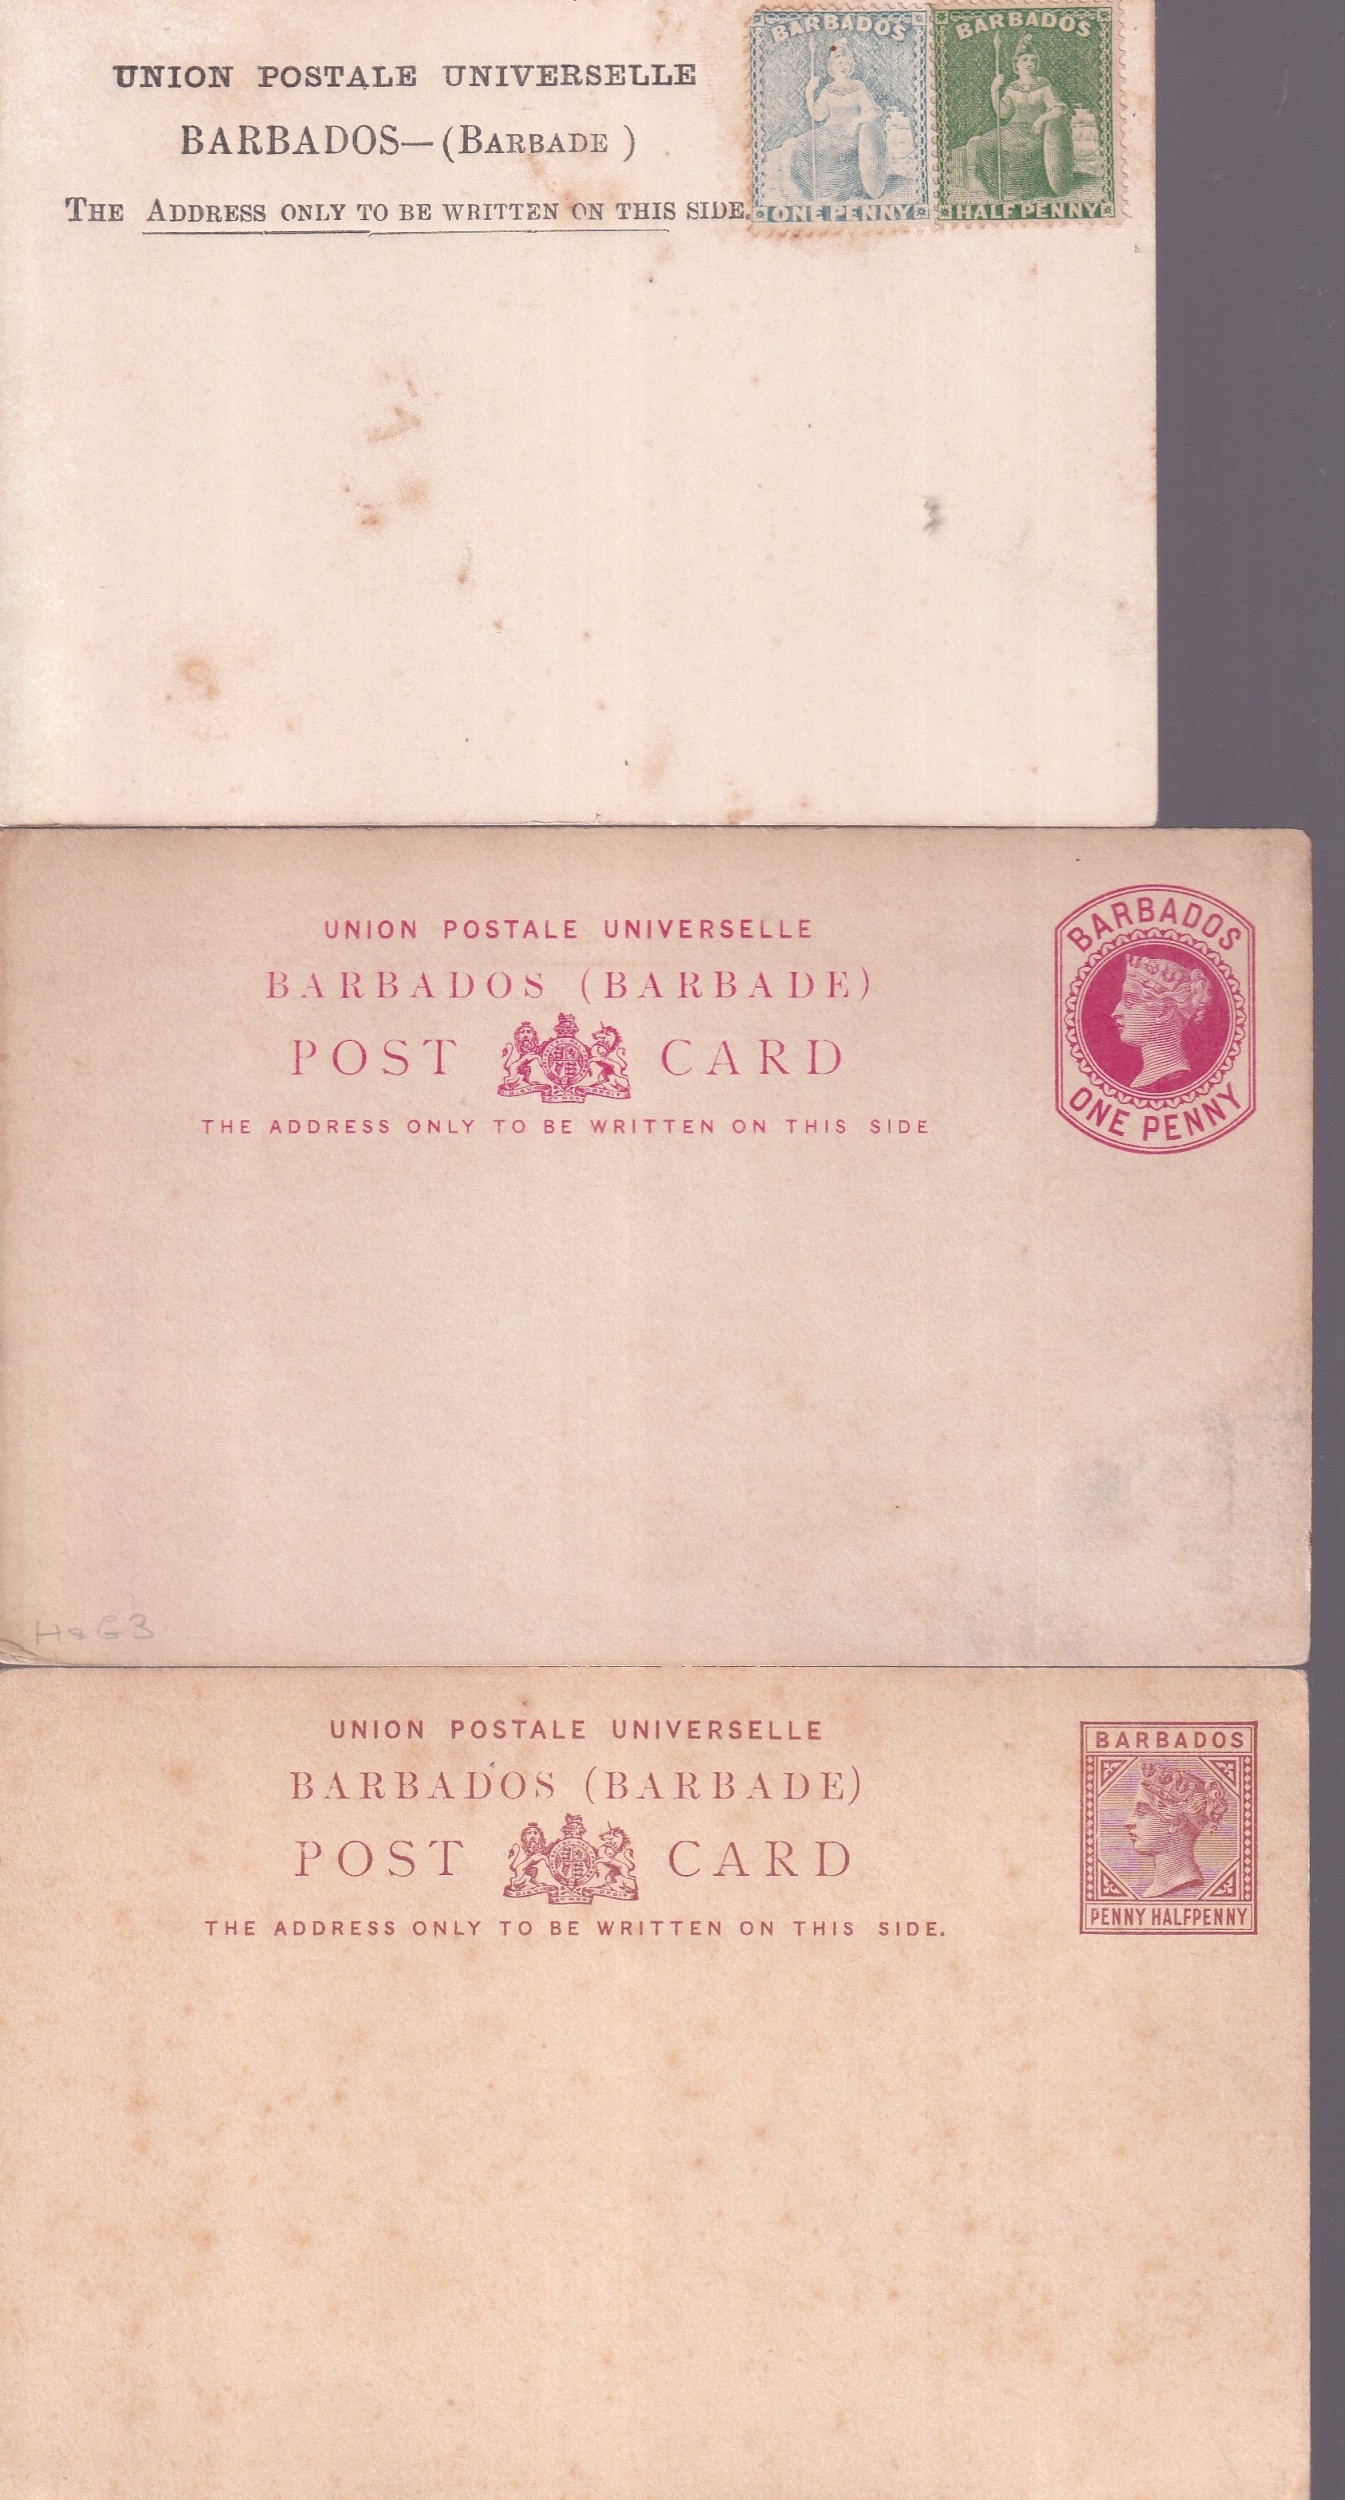 UNION POSTALE UNIVERSELLE
BARBADOS—(BARBADE )
THE ADDRESS ONLY TO BE WRITTEN ON THIS SIDE.
BARBADOS
ONE PENNY
BARBADOS
HALFPENNY
UNION POSTALE UNIVERSELLE
BARBADOS (BARBADE)
POST CARD
THE ADDRESS ONLY TO BE WRITTEN ON THIS SIDE
BARBADOS
ONE PENNY
H&G3
UNION POSTALE UNIVERSELLE
BARBADOS (BARBADE)
POST CARD
THE ADDRESS ONLY TO BE WRITTEN ON THIS SIDE.
BARBADOS
PENNY HALFPENNY